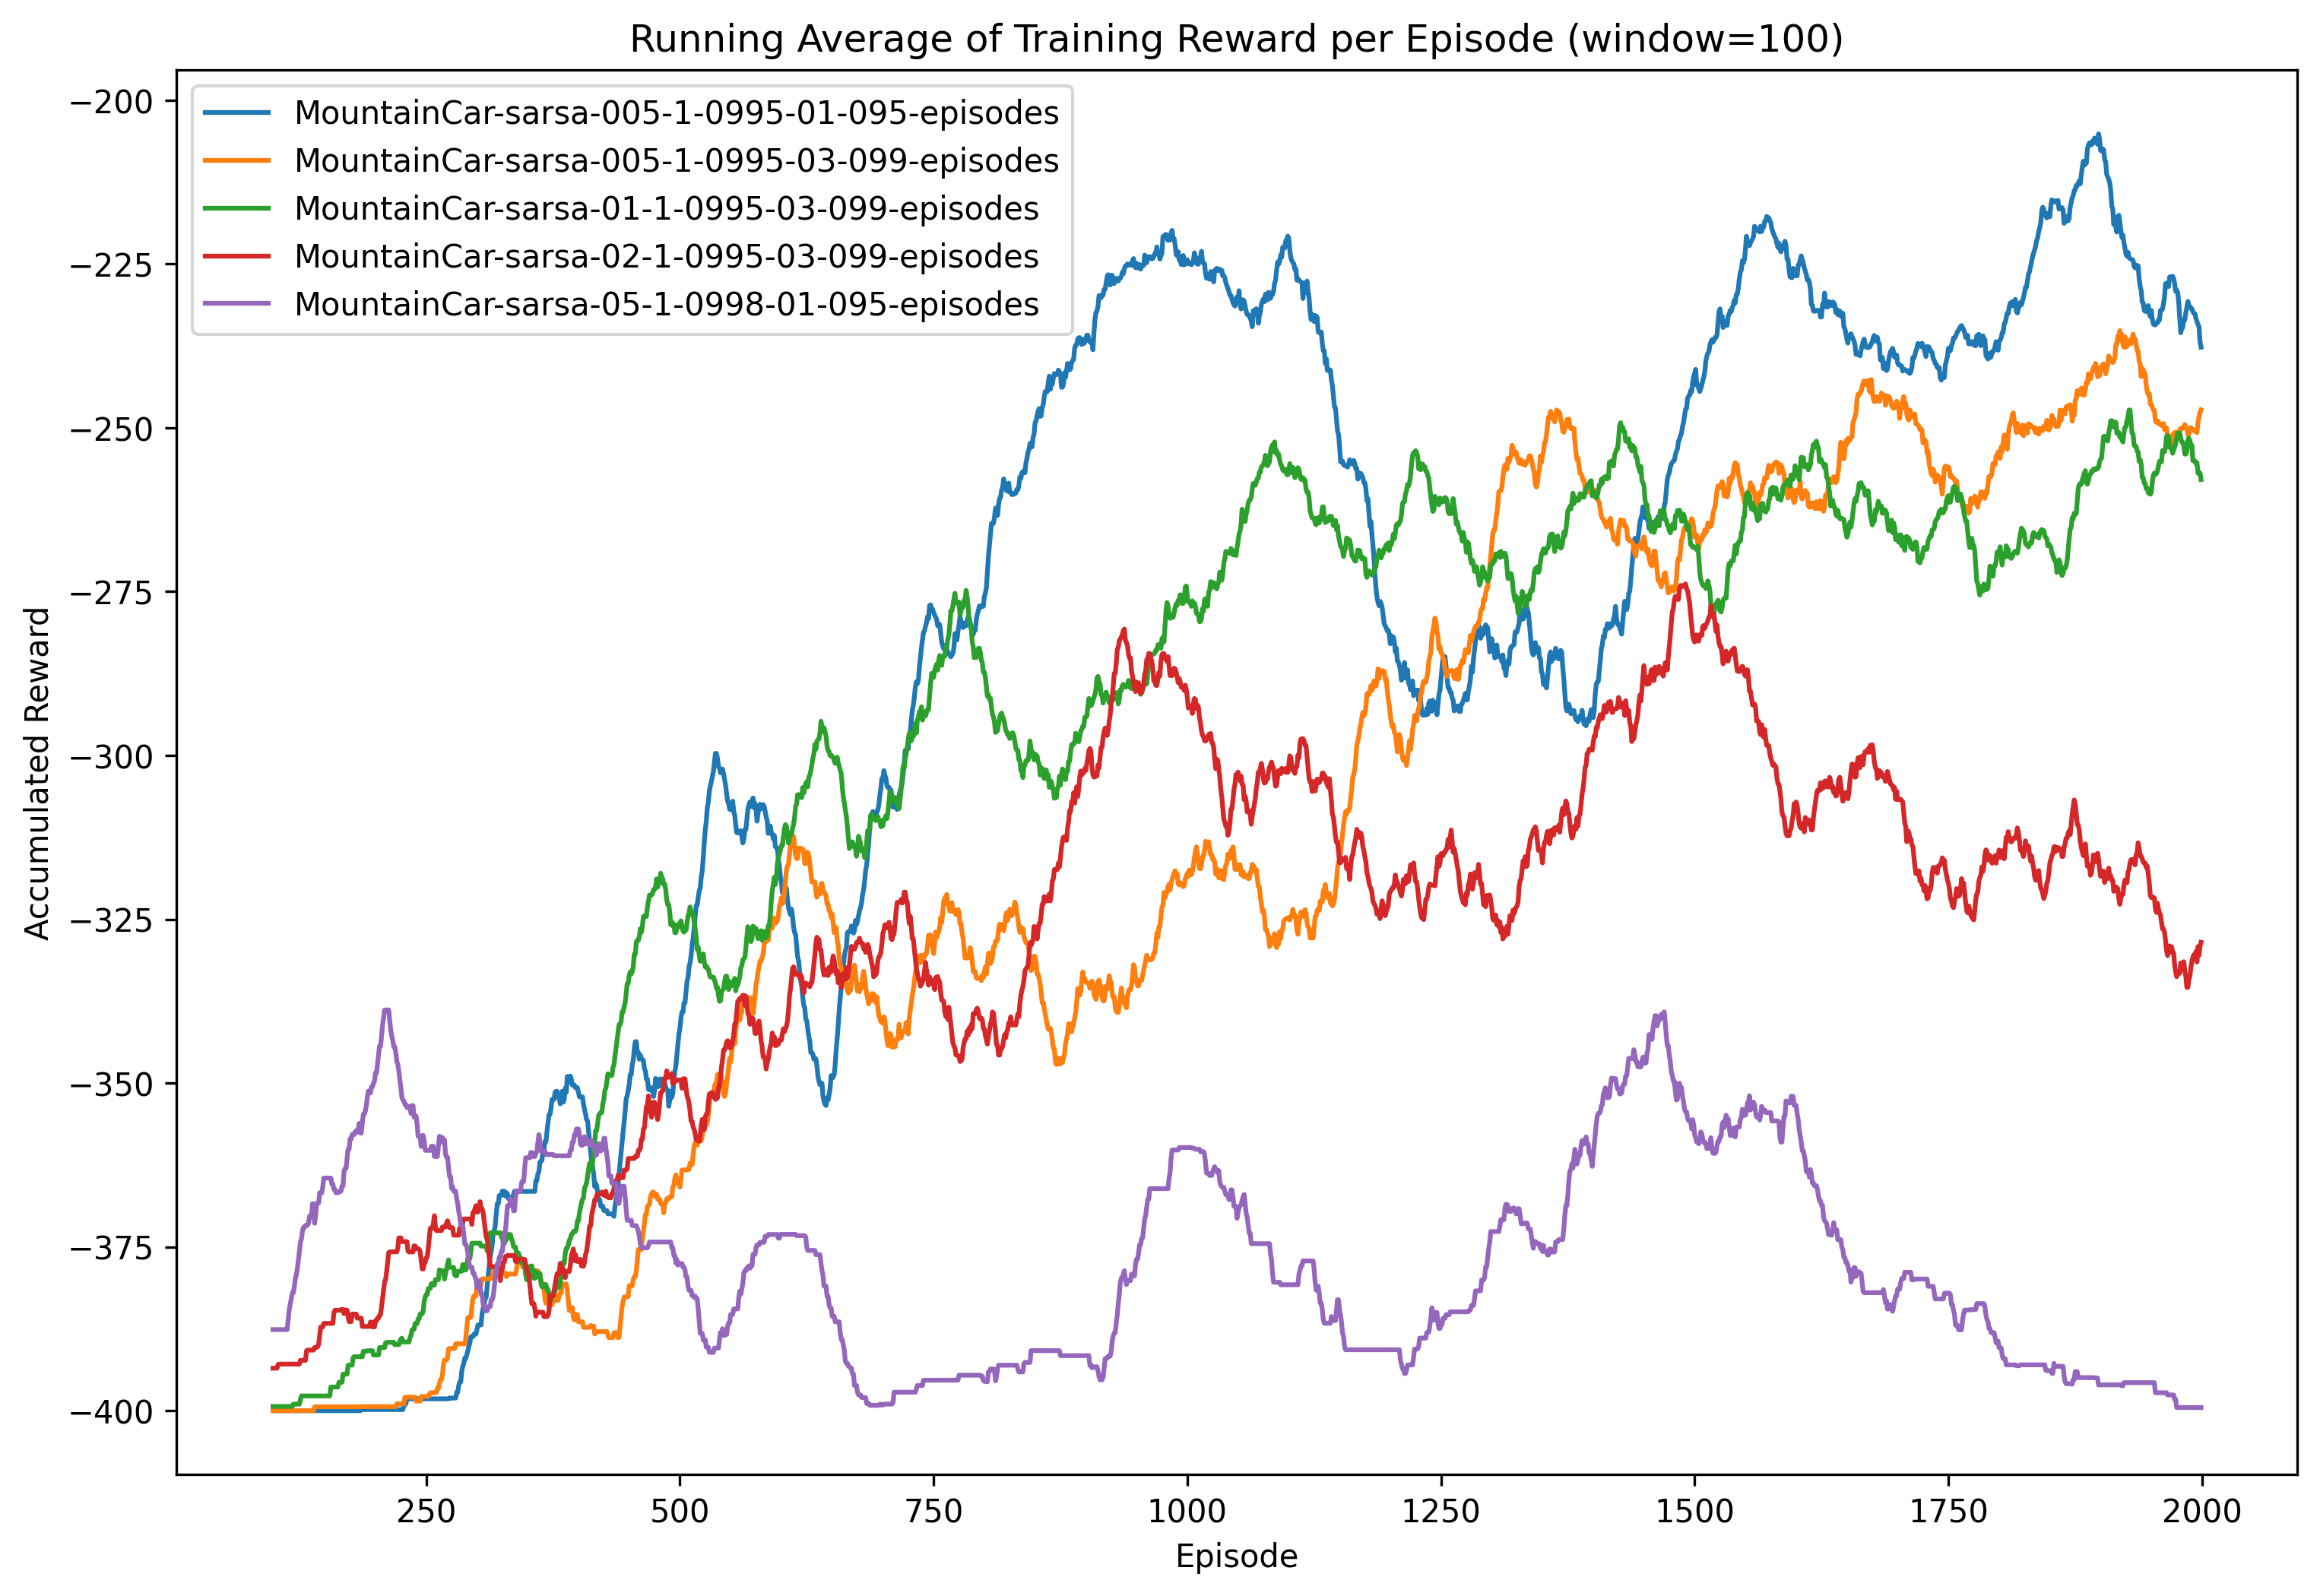 Running Average of Training Reward per Episode (window=100)
MountainCar-sarsa-005-1-0995-01-095-episodes
MountainCar-sarsa-005-1-0995-03-099-episodes
MountainCar-sarsa-01-1-0995-03-099-episodes
MountainCar-sarsa-02-1-0995-03-099-episodes
MountainCar-sarsa-05-1-0998-01-095-episodes
Accumulated Reward
−200
−225
−250
−275
−300
−325
−350
−375
−400
250 500 750 1000 1250 1500 1750 2000
Episode